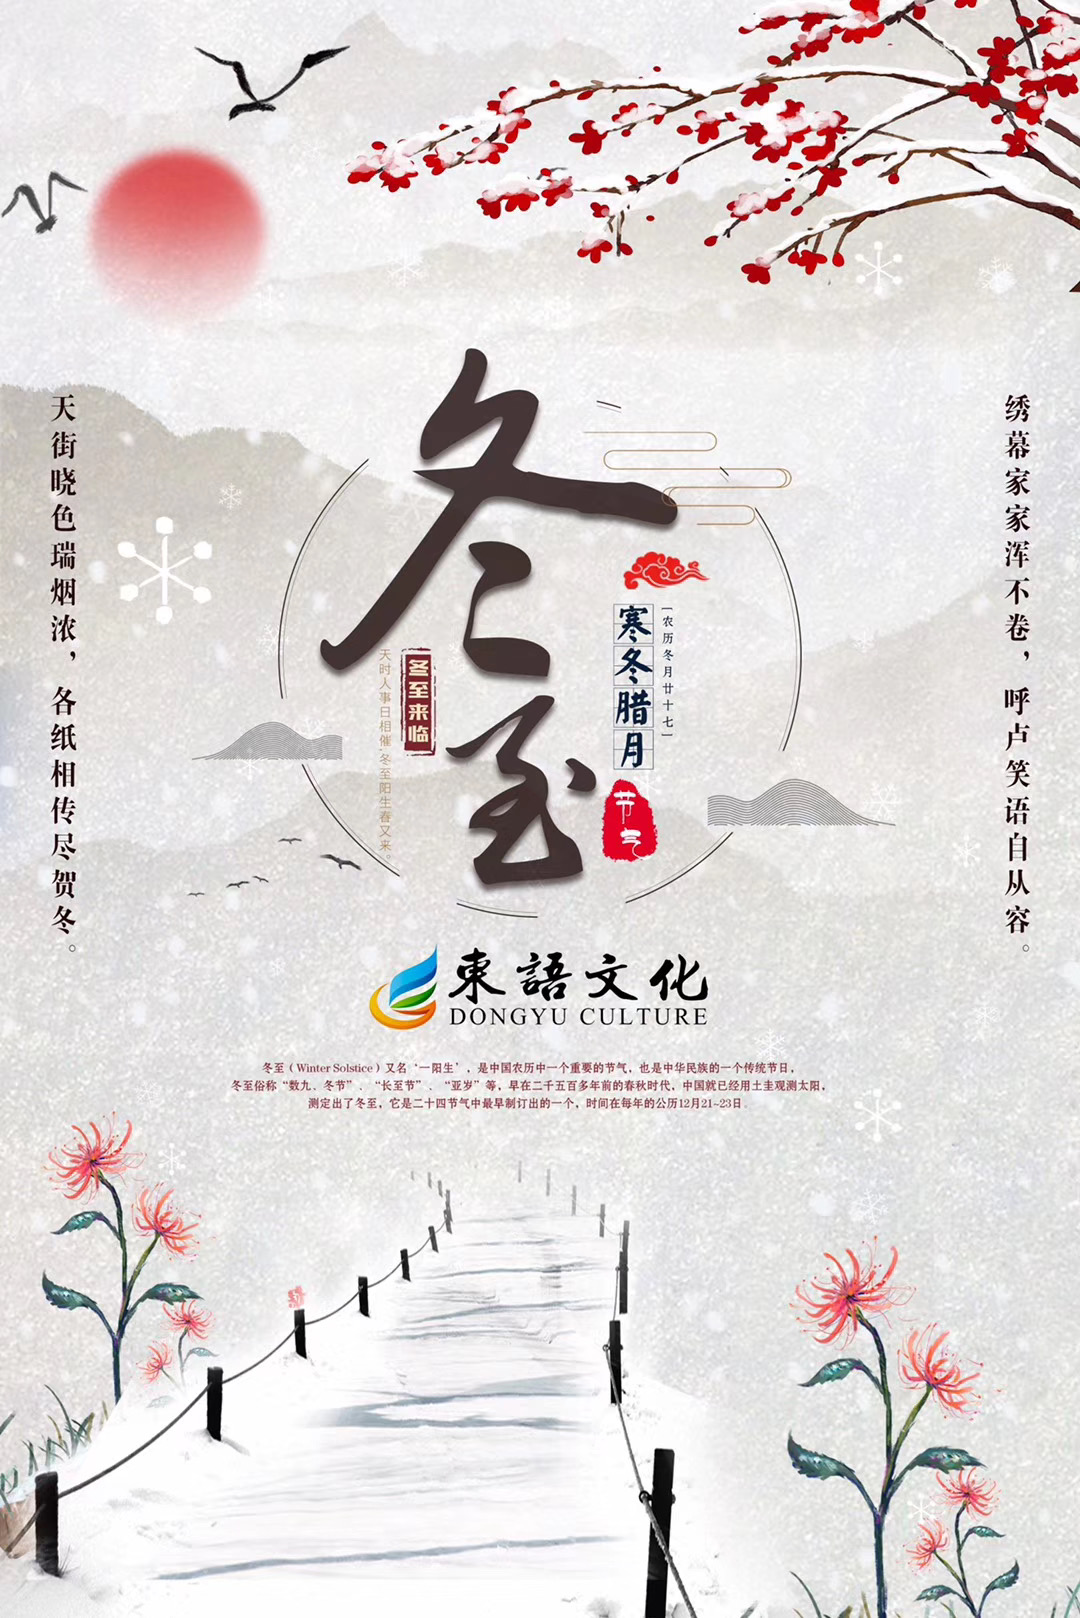 天街晓色瑞烟浓，名纸相传尽贺冬。
绣幕家家浑不卷，呼卢笑语自从容。
冬至
寒冬腊月
［农历冬月廿十七］
节气
冬至来临
天时人事日相催,冬至阳生春又来。
東語文化
DONGYU CULTURE
冬至（Winter Solstice）又名‘一阳生’，是中国农历中一个重要的节气，也是中华民族的一个传统节日，
冬至俗称“数九、冬节”、“长至节”、“亚岁”等，早在二千五百多年前的春秋时代，中国就已经用土圭观测太阳，
测定出了冬至，它是二十四节气中最早制订出的一个，时间在每年的公历12月21~23日。